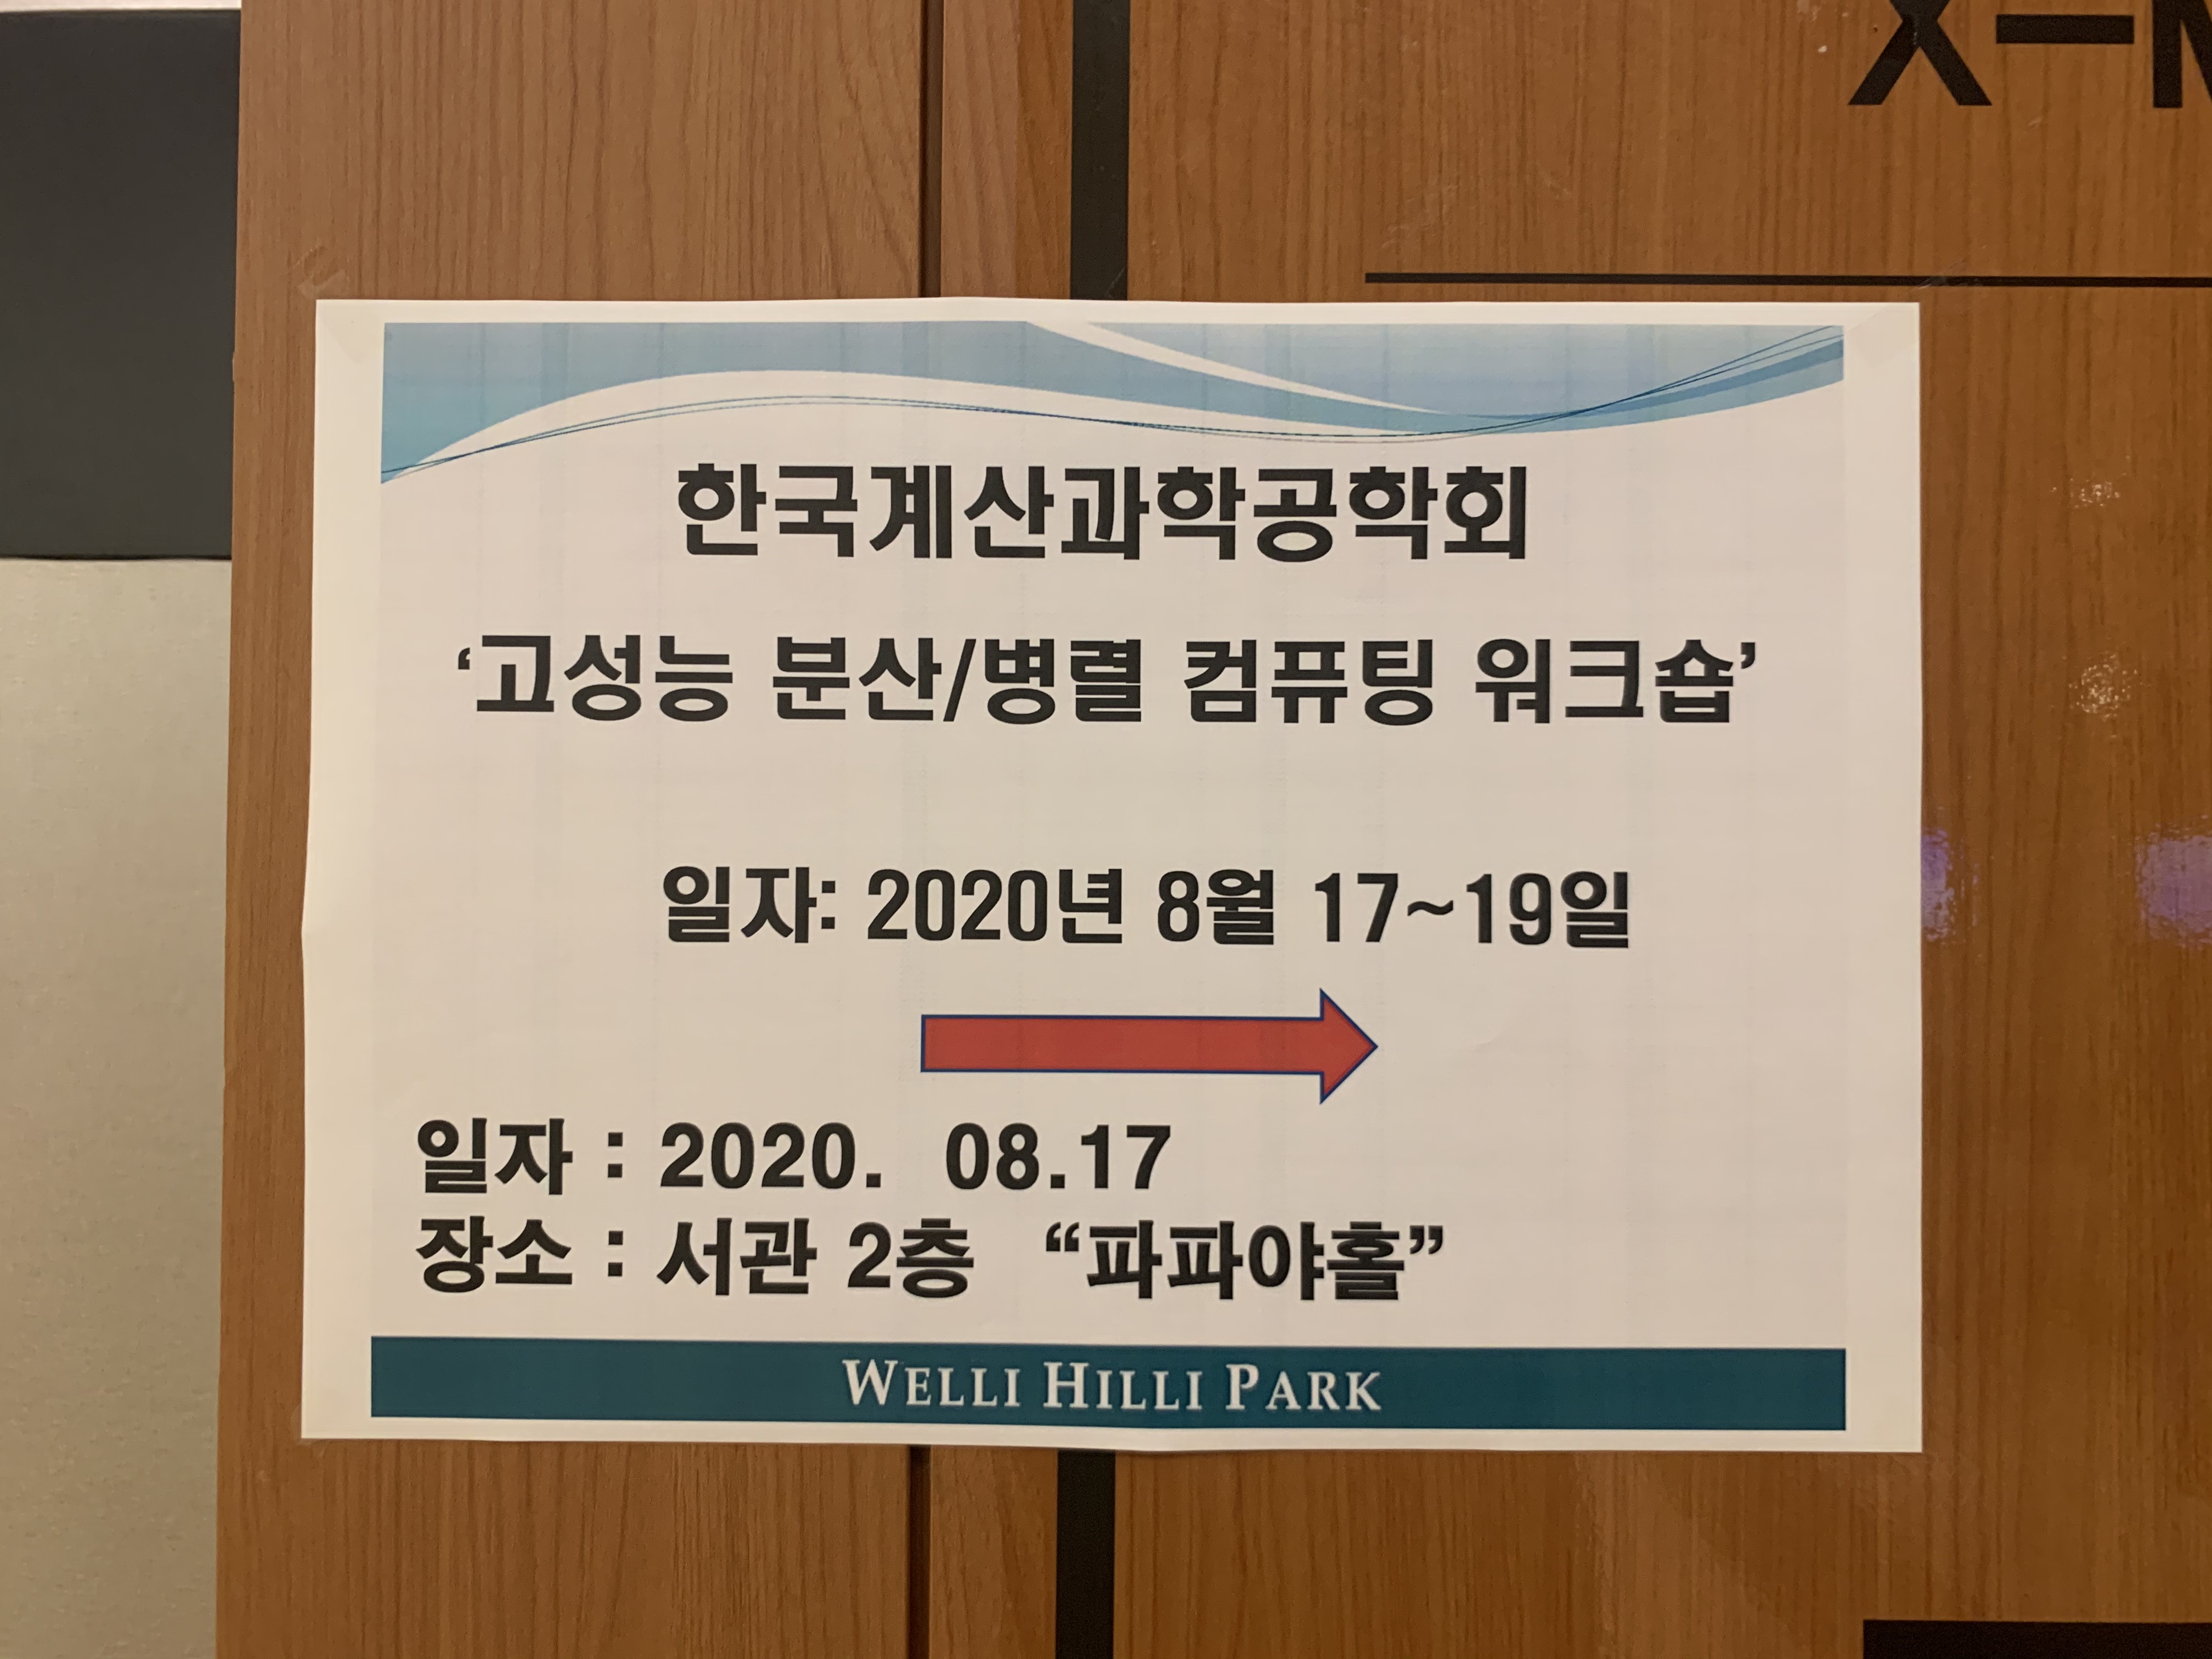 한국계산과학공학회
‘고성능 분산/병렬 컴퓨팅 워크숍’
일자: 2020년 8월 17~19일
일자 : 2020. 08.17
장소 : 서관 2층 “파파야홀”
WELLI HILLI PARK